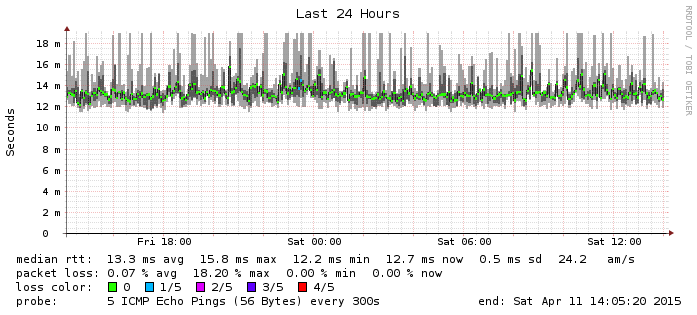 Last 24 Hours
RRDTOOL / TOBI OETIKER
Seconds
18 m
16 m
14 m
12 m
10 m
8 m
6 m
4 m
2 m
0
Fri 18:00 Sat 00:00 Sat 06:00 Sat 12:00
median rtt: 13.3 ms avg 15.8 ms max 12.2 ms min 12.7 ms now 0.5 ms sd 24.2 am/s
packet loss: 0.07 % avg 18.20 % max 0.00 % min 0.00 % now
loss color: 0 1/5 2/5 3/5 4/5
probe: 5 ICMP Echo Pings (56 Bytes) every 300s end: Sat Apr 11 14:05:20 2015